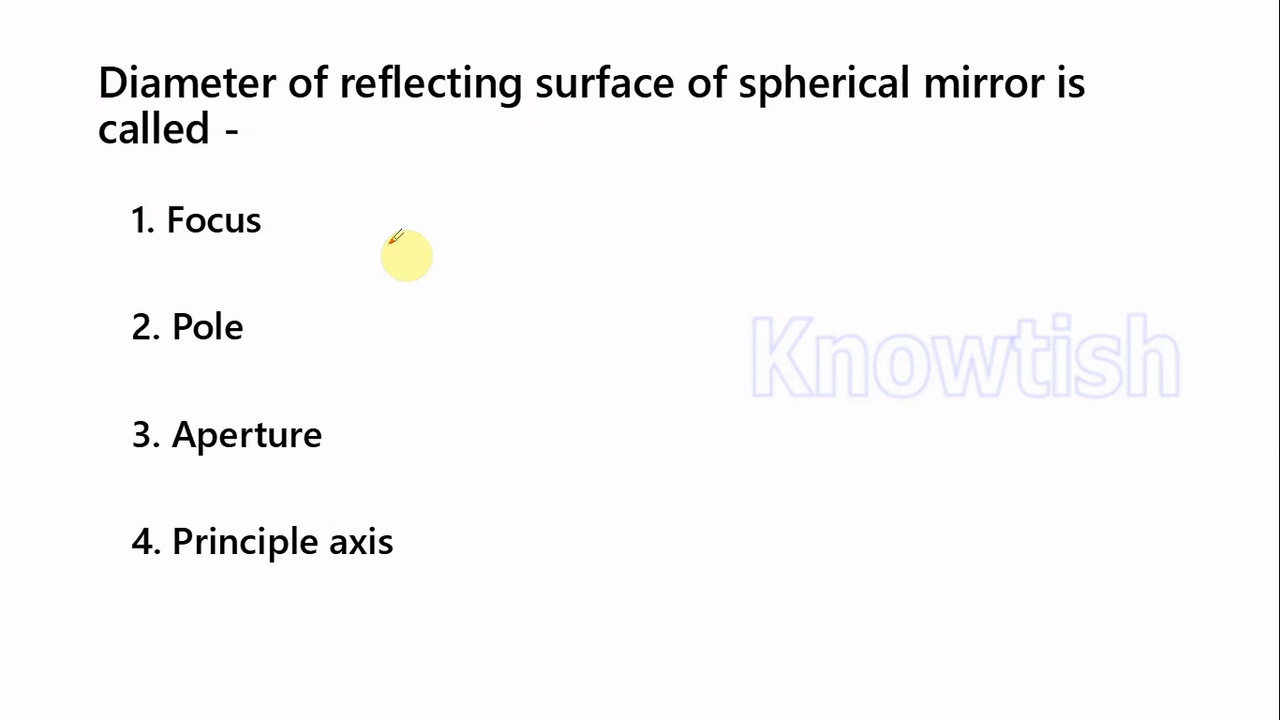 Diameter of reflecting surface of spherical mirror is
called -
1. Focus
2. Pole
Knowtish
3. Aperture
4. Principle axis